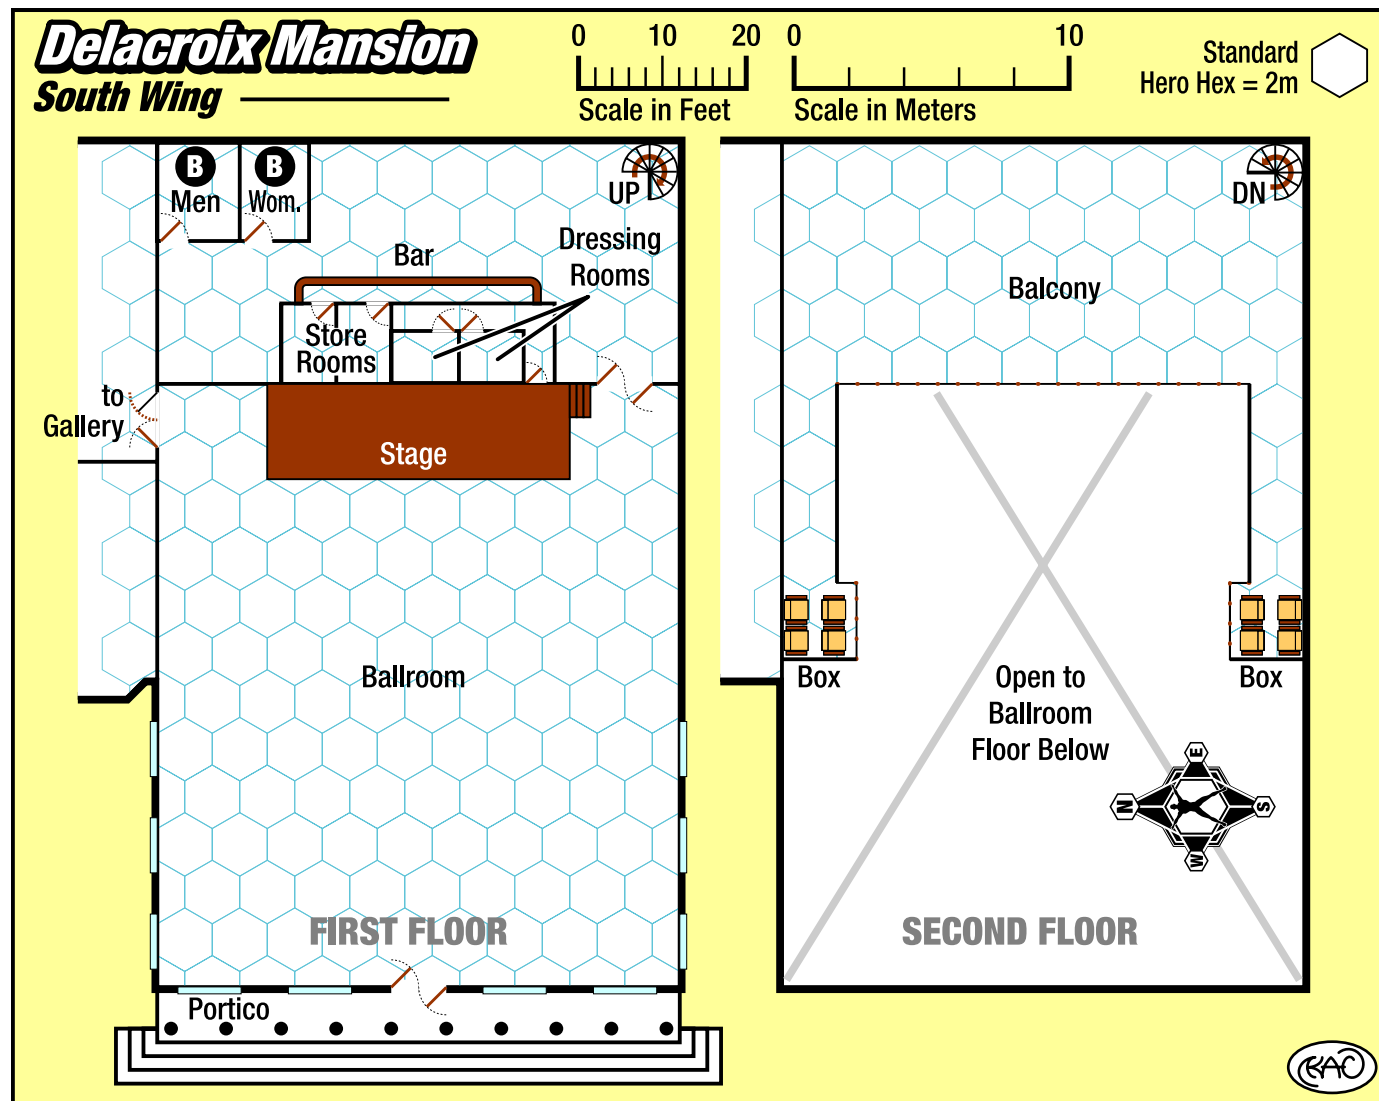 Delacroix Mansion
South Wing
0 10 20
Scale in Feet
0 10
Scale in Meters
Standard
Hero Hex = 2m
B
Men
B
Wom.
UP
Dressing
Rooms
Bar
Store
Rooms
to
Gallery
Stage
Ballroom
FIRST FLOOR
Portico
DN
Balcony
Box
Box
Open to
Ballroom
Floor Below
E
N
S
W
SECOND FLOOR
KAC